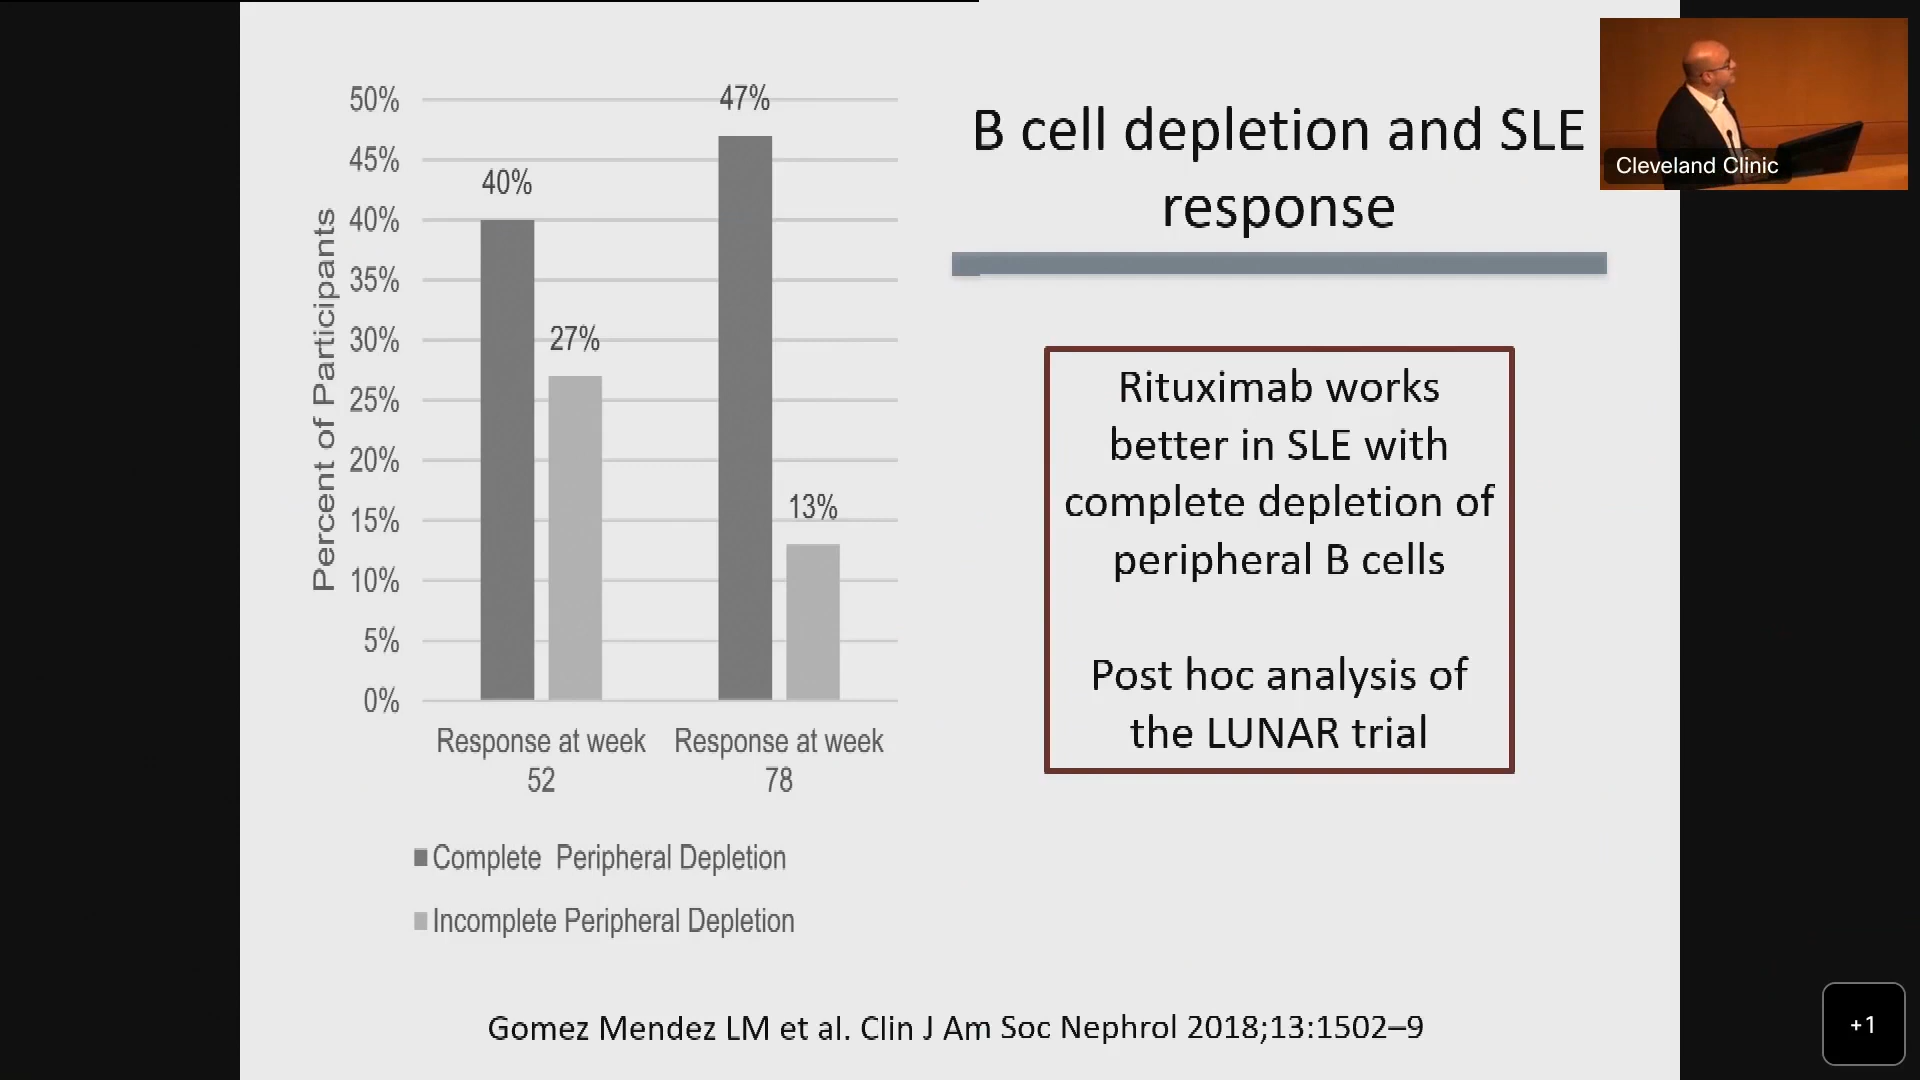 B cell depletion and SLE
response
Cleveland Clinic
50%
45%
40%
35%
30%
25%
20%
15%
10%
5%
0%
Percent of Participants
40%
27%
47%
13%
Response at week
52
Response at week
78
Complete Peripheral Depletion
Incomplete Peripheral Depletion
Rituximab works
better in SLE with
complete depletion of
peripheral B cells
Post hoc analysis of
the LUNAR trial
Gomez Mendez LM et al. Clin J Am Soc Nephrol 2018;13:1502–9
+1